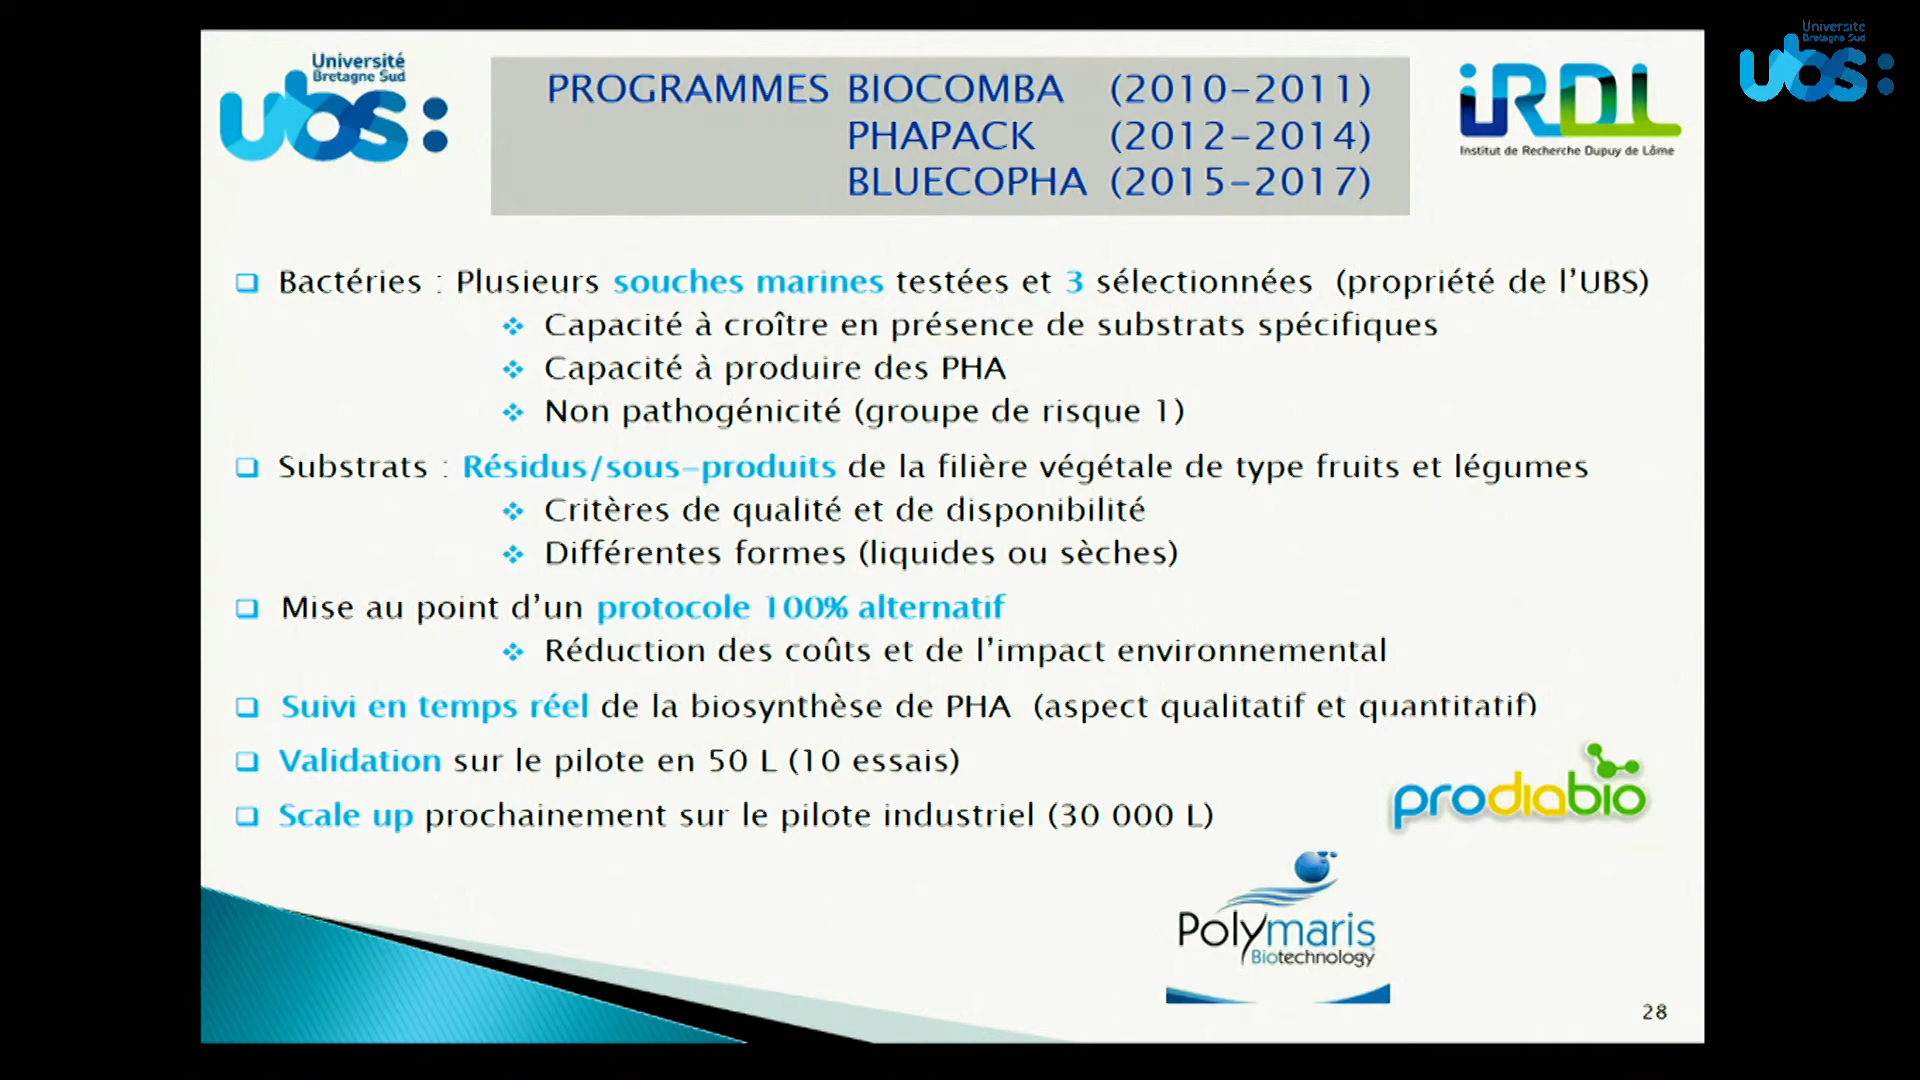 Université
Bretagne Sud
ubs:
PROGRAMMES BIOCOMBA (2010-2011)
PHAPACK (2012-2014)
BLUECOPHA (2015-2017)
iRDL
Institut de Recherche Dupuy de Lôme
Université
Bretagne Sud
ubs:
Bactéries : Plusieurs souches marines testées et 3 sélectionnées (propriété de l'UBS)
Capacité à croître en présence de substrats spécifiques
Capacité à produire des PHA
Non pathogénicité (groupe de risque 1)
Substrats : Résidus/sous-produits de la filière végétale de type fruits et légumes
Critères de qualité et de disponibilité
Différentes formes (liquides ou sèches)
Mise au point d'un protocole 100% alternatif
Réduction des coûts et de l'impact environnemental
Suivi en temps réel de la biosynthèse de PHA (aspect qualitatif et quantitatif)
Validation sur le pilote en 50 L (10 essais)
Scale up prochainement sur le pilote industriel (30 000 L)
prodiabio
Polymaris
Biotechnology
28